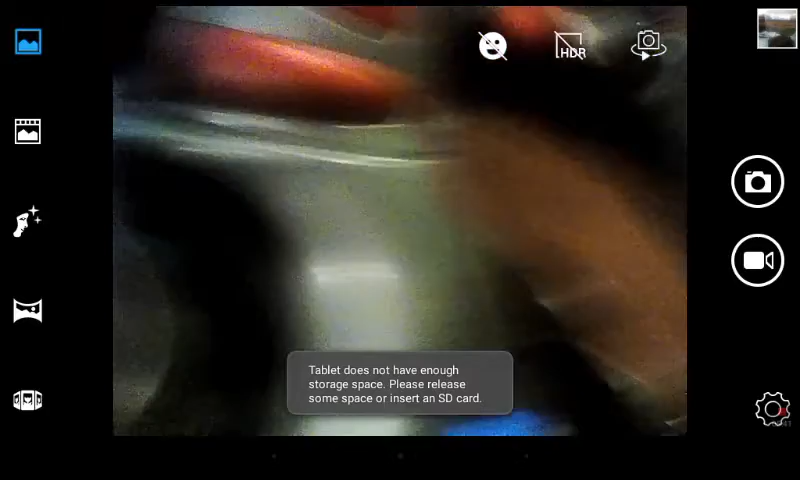 HDR
Tablet does not have enough
storage space. Please release
some space or insert an SD card.